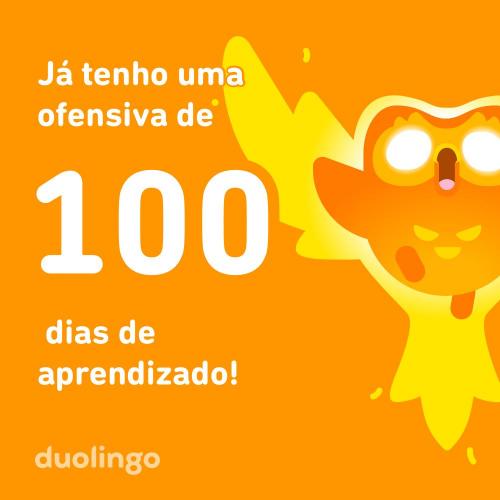 Já tenho uma
ofensiva de
100
dias de
aprendizado!
duolingo